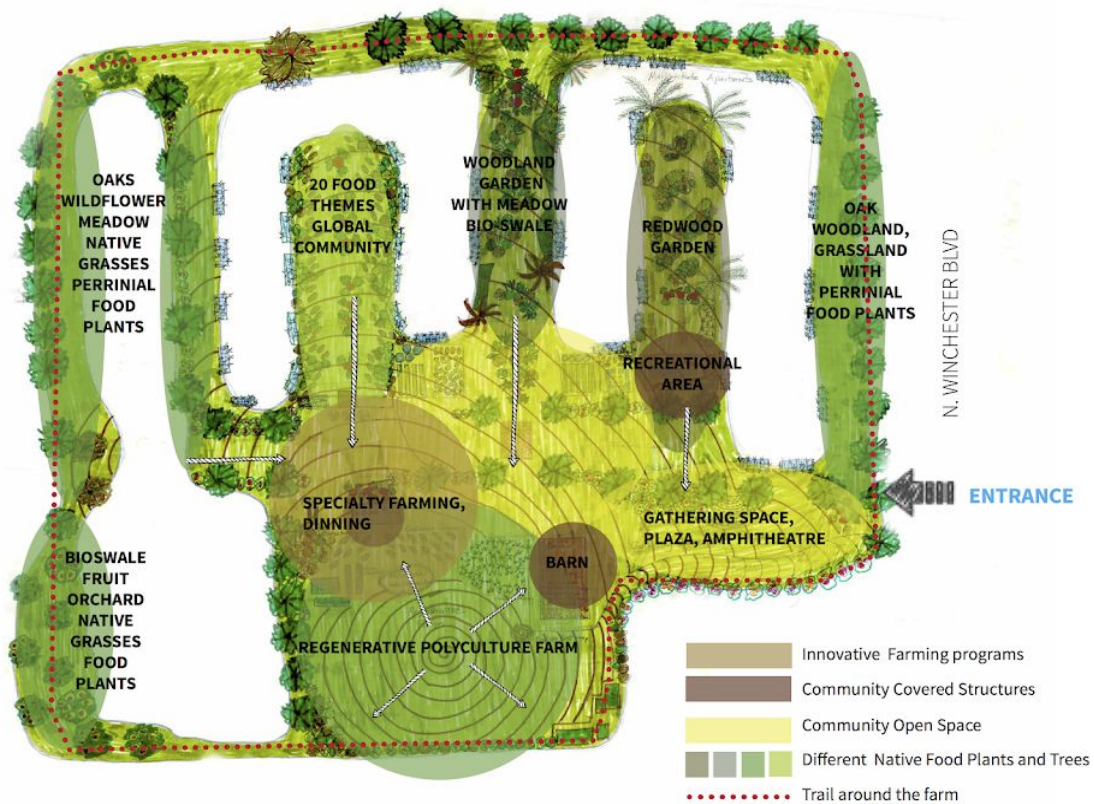 Apartments
OAKS
WILDFLOWER
MEADOW
NATIVE
GRASSES
PERRINIAL
FOOD
PLANTS
20 FOOD
THEMES
GLOBAL
COMMUNITY
WOODLAND
GARDEN
WITH MEADOW
BIO-SWALE
REDWOOD
GARDEN
OAK
WOODLAND,
GRASSLAND
WITH
PERRINIAL
FOOD PLANTS
N. WINCHESTER BLVD
RECREATIONAL
AREA
ENTRANCE
SPECIALTY FARMING,
DINNING
GATHERING SPACE,
PLAZA, AMPHITHEATRE
BARN
BIOSWALE
FRUIT
ORCHARD
NATIVE
GRASSES
FOOD
PLANTS
REGENERATIVE POLYCULTURE FARM
Innovative Farming programs
Community Covered Structures
Community Open Space
Different Native Food Plants and Trees
Trail around the farm